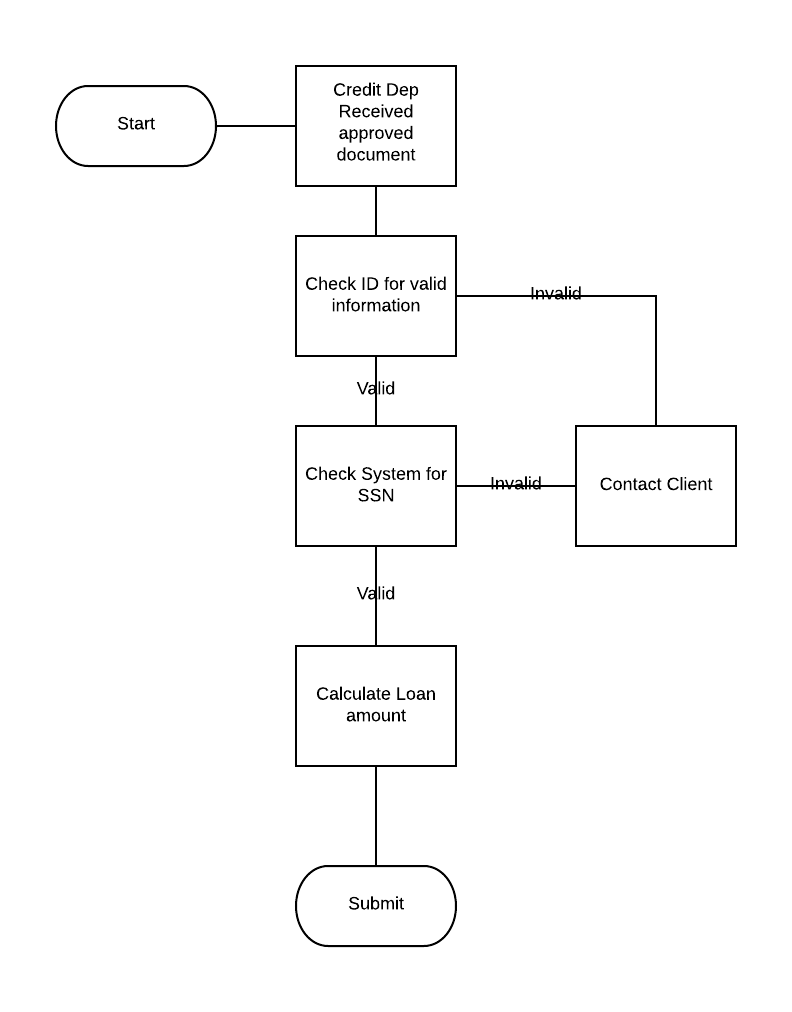 Start
Credit Dep
Received
approved
document
Check ID for valid
information
Invalid
Valid
Check System for
SSN
Invalid
Contact Client
Valid
Calculate Loan
amount
Submit